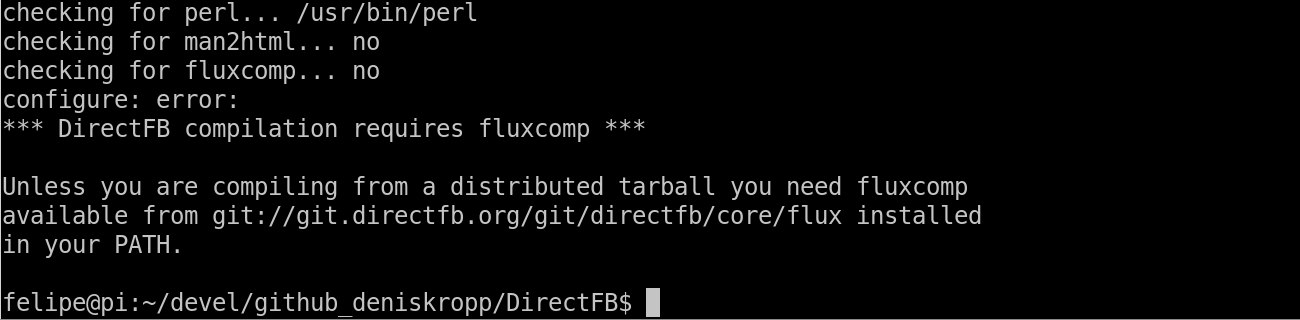 checking for perl... /usr/bin/perl
checking for man2html... no
checking for fluxcomp... no
configure: error:
*** DirectFB compilation requires fluxcomp ***
Unless you are compiling from a distributed tarball you need fluxcomp
available from git://git.directfb.org/git/directfb/core/flux installed
in your PATH.
felipe@pi:~/devel/github_deniskropp/DirectFB$